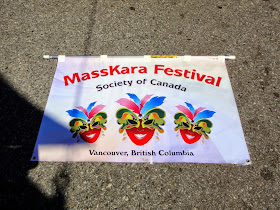 MassKara Festival
Society of Canada
Vancouver, British Columbia